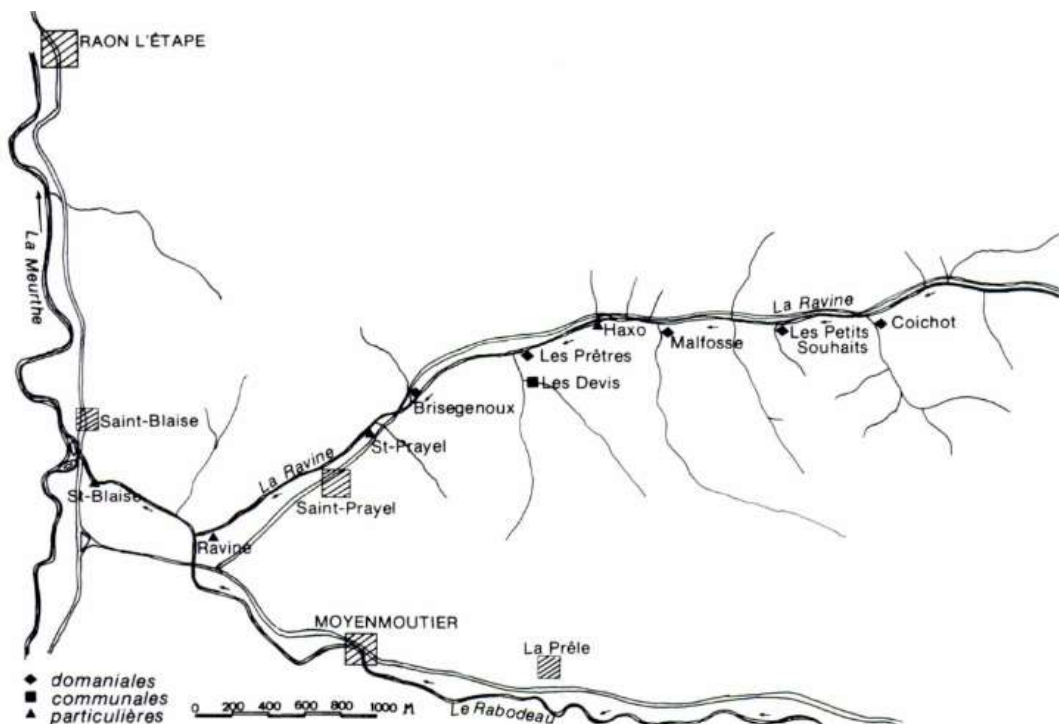 RAON L'ÉTAPE
La Meurthe
La Ravine
Coichot
Haxo
Malfosse
Les Petits
Souhaits
Les Prêtres
Les Devis
Brisegenoux
Saint-Blaise
St-Prayel
La Ravine
St-Blaise
Saint-Prayel
Ravine
MOYENMOUTIER
La Prêle
Le Rabodeau
domaniales
communales
particulières
0 200 400 600 800 1000 M